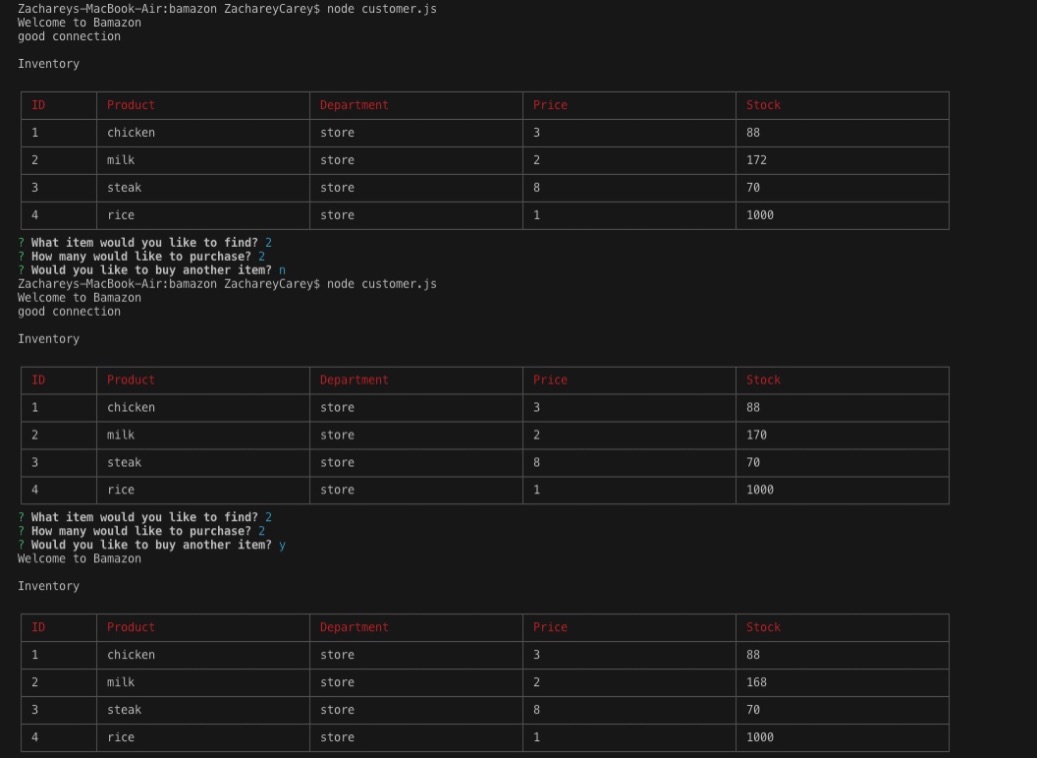 Zachareys-MacBook-Air:bamazon ZachareyCarey$ node customer.js
Welcome to Bamazon
good connection
Inventory
ID Product Department Price Stock
1 chicken store 3 88
2 milk store 2 172
3 steak store 8 70
4 rice store 1 1000
? What item would you like to find? 2
? How many would like to purchase? 2
? Would you like to buy another item? n
Zachareys-MacBook-Air:bamazon ZachareyCarey$ node customer.js
Welcome to Bamazon
good connection
Inventory
ID Product Department Price Stock
1 chicken store 3 88
2 milk store 2 170
3 steak store 8 70
4 rice store 1 1000
? What item would you like to find? 2
? How many would like to purchase? 2
? Would you like to buy another item? y
Welcome to Bamazon
Inventory
ID Product Department Price Stock
1 chicken store 3 88
2 milk store 2 168
3 steak store 8 70
4 rice store 1 1000